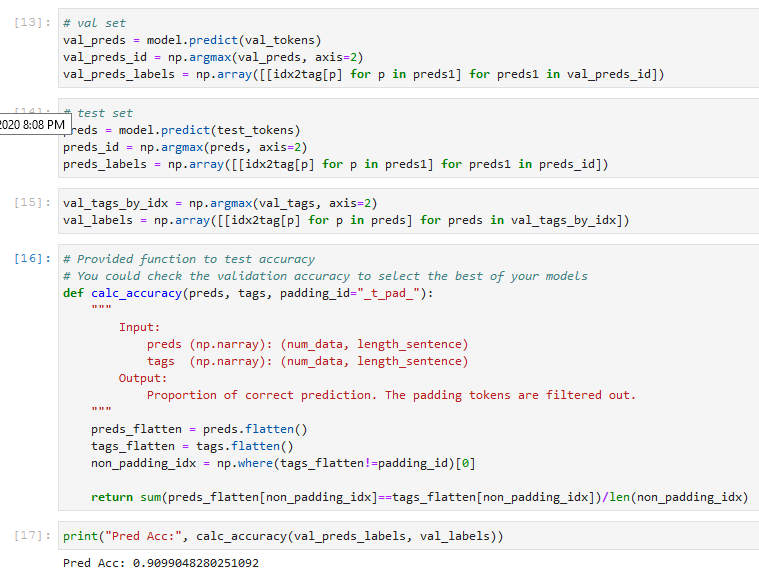 [13]: # val set
val_preds = model.predict(val_tokens)
val_preds_id = np.argmax(val_preds, axis=2)
val_preds_labels = np.array([[idx2tag[p] for p in preds1] for preds1 in val_preds_id])
[14]: # test set
2020 8:08 PM
preds = model.predict(test_tokens)
preds_id = np.argmax(preds, axis=2)
preds_labels = np.array([[idx2tag[p] for p in preds1] for preds1 in preds_id])
[15]: val_tags_by_idx = np.argmax(val_tags, axis=2)
val_labels = np.array([[idx2tag[p] for p in preds] for preds in val_tags_by_idx])
[16]: # Provided function to test accuracy
# You could check the validation accuracy to select the best of your models
def calc_accuracy(preds, tags, padding_id="_t_pad_"):
"""
Input:
preds (np.narray): (num_data, length_sentence)
tags  (np.narray): (num_data, length_sentence)
Output:
Proportion of correct prediction. The padding tokens are filtered out.
"""
preds_flatten = preds.flatten()
tags_flatten = tags.flatten()
non_padding_idx = np.where(tags_flatten!=padding_id)[0]
return sum(preds_flatten[non_padding_idx]==tags_flatten[non_padding_idx])/len(non_padding_idx)
[17]: print("Pred Acc:", calc_accuracy(val_preds_labels, val_labels))
Pred Acc: 0.9099048280251092